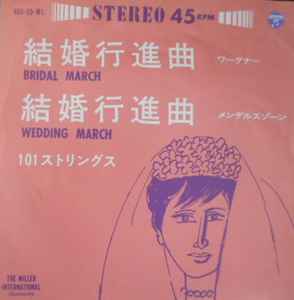 STEREO 45 RPM
結婚行進曲 ワーグナー
BRIDAL MARCH
結婚行進曲 メンデルスゾーン
WEDDING MARCH
101ストリングス
THE MILLER
INTERNATIONAL